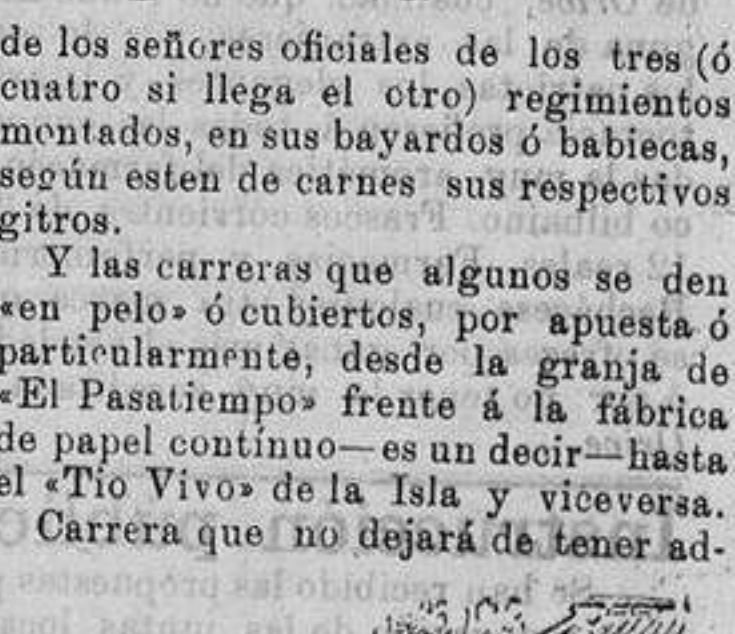 de los señores oficiales de los tres (ó
cuatro si llega el otro) regimientos
montados, en sus bayardos ó babiecas,
según esten de carnes sus respectivos
gitros.
Y las carreras que algunos se den
«en pelo» ó cubiertos, por apuesta ó
particularmente, desde la granja de
«El Pasatiempo» frente á la fábrica
de papel contínuo—es un decir—hasta
el «Tio Vivo» de la Isla y viceversa.
Carrera que no dejará de tener ad-